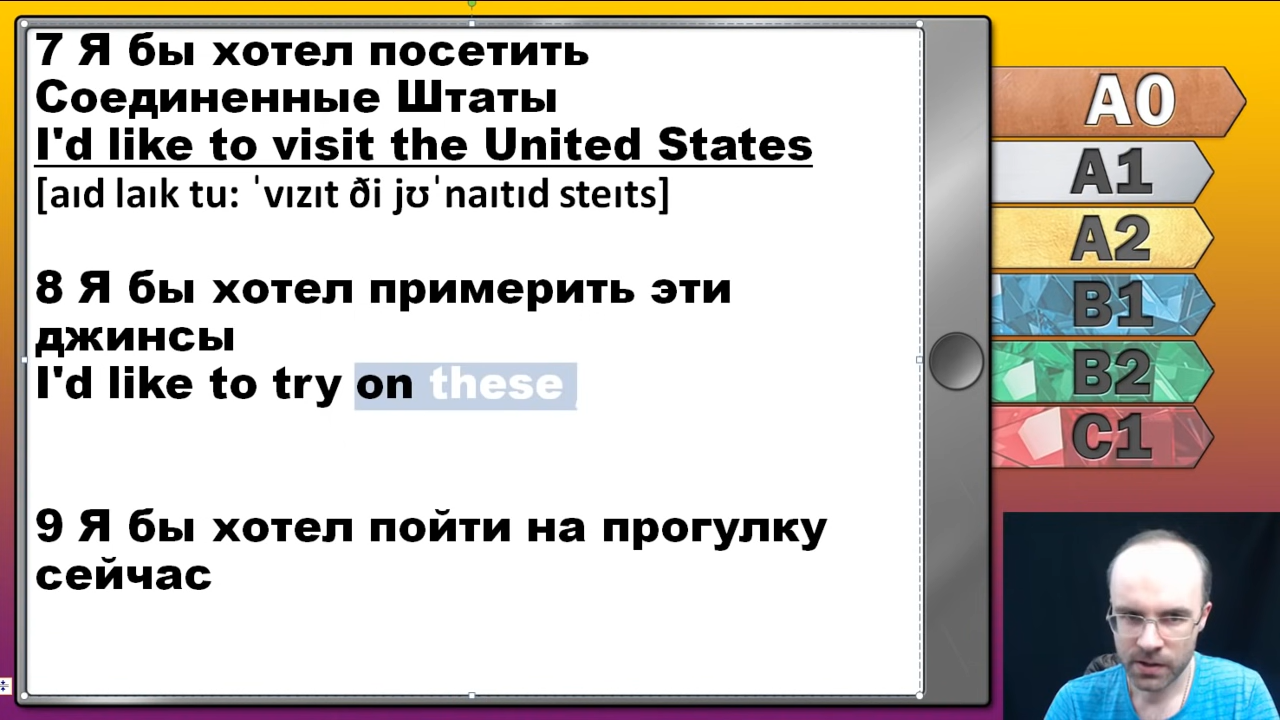 7 Я бы хотел посетить
Соединенные Штаты
I'd like to visit the United States
[aɪd laɪk tu: ˈvɪzɪt ði jʊˈnaɪtɪd steɪts]
8 Я бы хотел примерить эти
джинсы
I'd like to try on these
9 Я бы хотел пойти на прогулку
сейчас
A0
A1
A2
B1
B2
C1